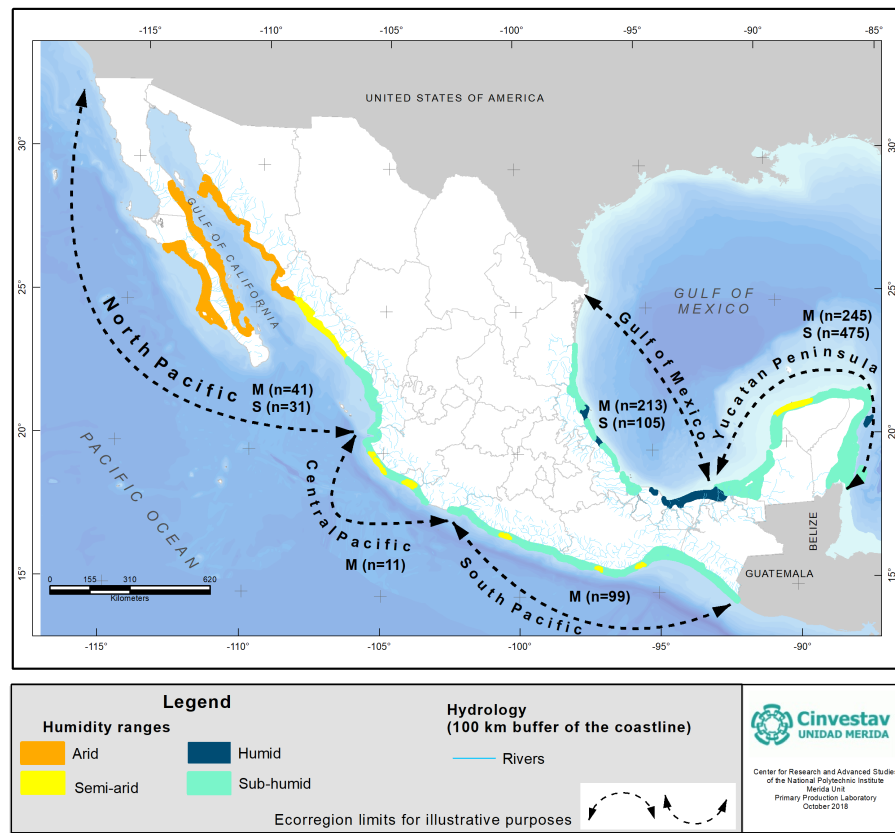 -115° -110° -105° -100° -95° -90° -85°
UNITED STATES OF AMERICA
30° 30°
GULF OF CALIFORNIA
25° 25°
GULF OF
MEXICO
North Pacific
M (n=41)
S (n=31)
Gulf of Mexico
M (n=213)
S (n=105)
Yucatan Peninsula
M (n=245)
S (n=475)
20° 20°
PACIFIC OCEAN
Central Pacific
M (n=11)
South Pacific
M (n=99)
BELIZE
GUATEMALA
15° 15°
0 155 310 620
Kilometers
-115° -110° -105° -100° -95° -90°
Legend
Humidity ranges
Arid
Semi-arid
Humid
Sub-humid
Hydrology
(100 km buffer of the coastline)
Rivers
Ecorregion limits for illustrative purposes
Cinvestav
UNIDAD MERIDA
Center for Research and Advanced Studies
of the National Polytechnic Institute
Merida Unit
Primary Production Laboratory
October 2018